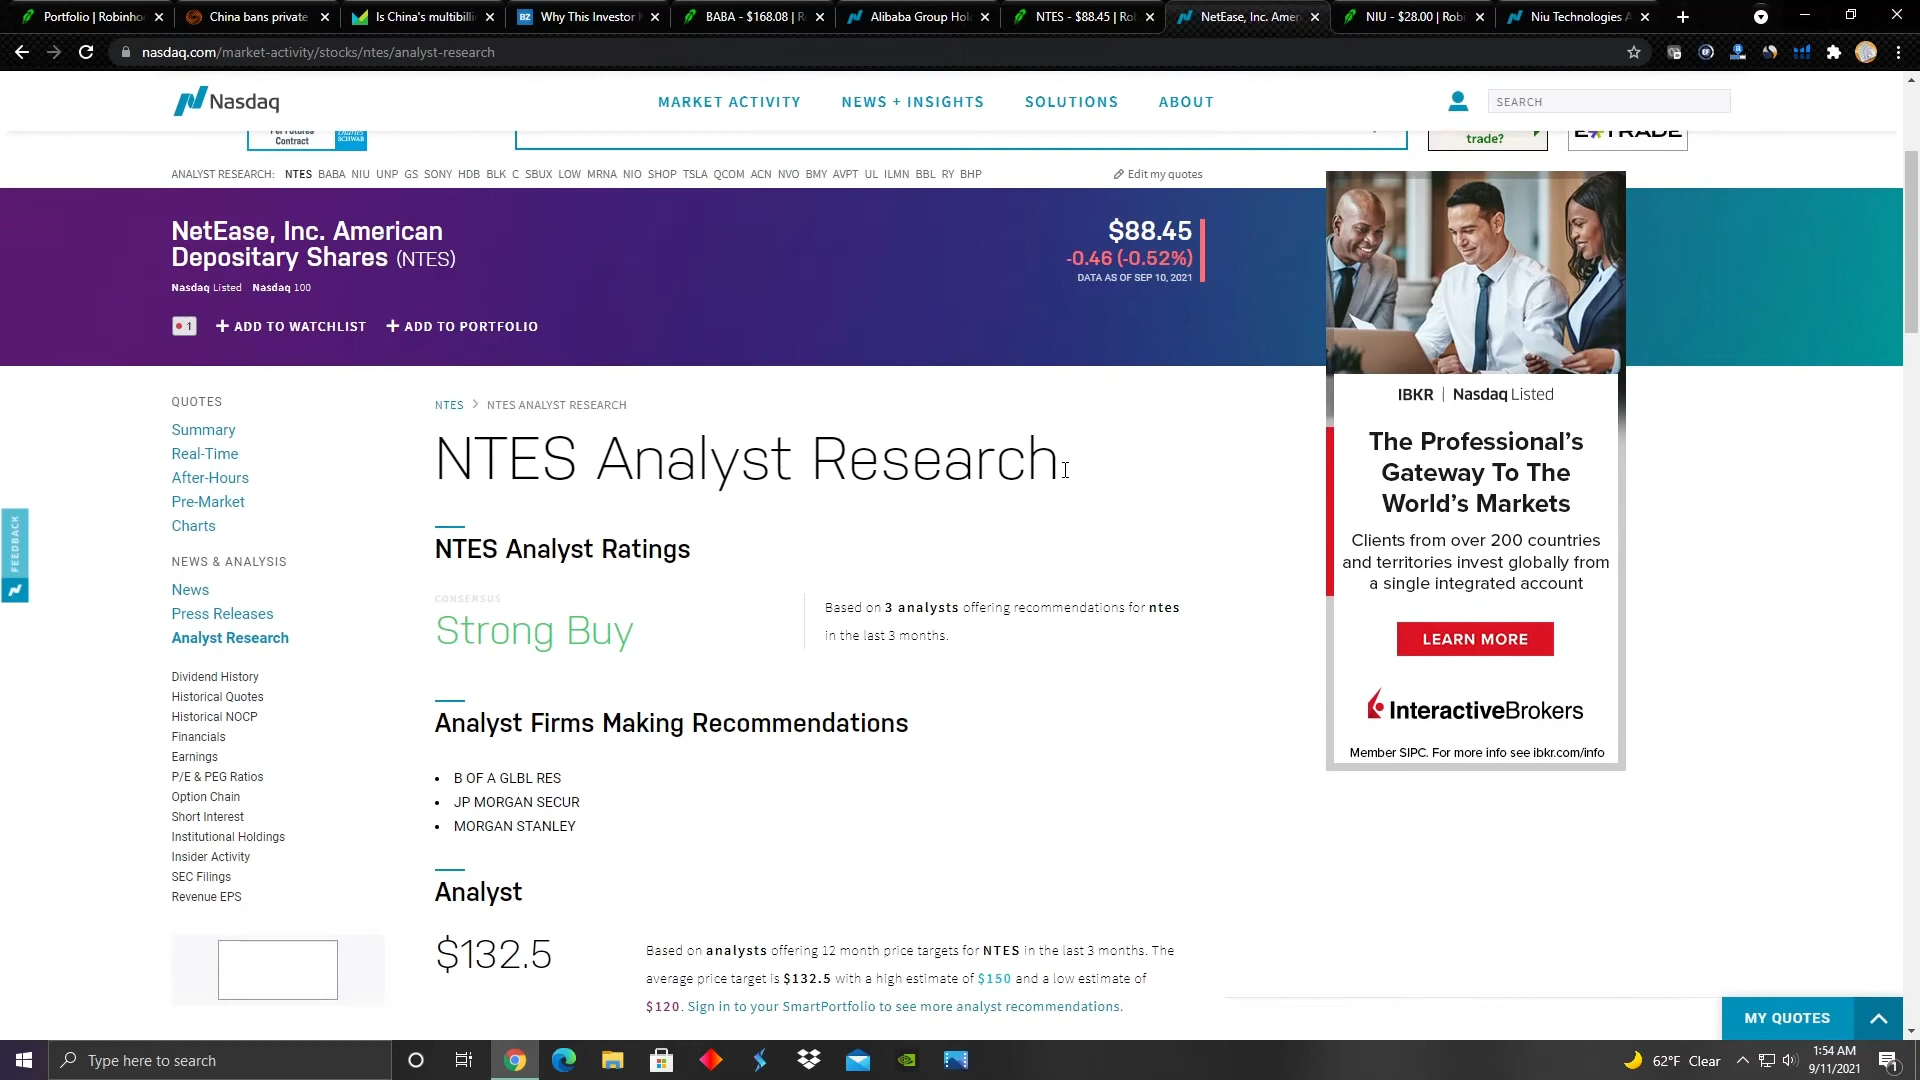 Portfolio | Robinho
China bans private
Is China's multibilli
Why This Investor
BABA - $168.08 | R
Alibaba Group Hol
NTES - $88.45 | Ro
NetEase, Inc. Amer
NIU - $28.00 | Robi
Niu Technologies A
nasdaq.com/market-activity/stocks/ntes/analyst-research
Nasdaq
MARKET ACTIVITY
NEWS + INSIGHTS
SOLUTIONS
ABOUT
SEARCH
Per Futures
Contract
SCHWAB
trade?
E*TRADE
ANALYST RESEARCH: NTES BABA NIU UNP GS SONY HDB BLK C SBUX LOW MRNA NIO SHOP TSLA QCOM ACN NVO BMY AVPT UL ILMN BBL RY BHP
Edit my quotes
NetEase, Inc. American
Depositary Shares (NTES)
Nasdaq Listed Nasdaq 100
$88.45
-0.46 (-0.52%)
DATA AS OF SEP 10, 2021
1
+ ADD TO WATCHLIST + ADD TO PORTFOLIO
QUOTES
Summary
Real-Time
After-Hours
Pre-Market
Charts
NEWS & ANALYSIS
News
Press Releases
Analyst Research
Dividend History
Historical Quotes
Historical NOCP
Financials
Earnings
P/E & PEG Ratios
Option Chain
Short Interest
Institutional Holdings
Insider Activity
SEC Filings
Revenue EPS
FEEDBACK
NTES > NTES ANALYST RESEARCH
NTES Analyst Research
NTES Analyst Ratings
CONSENSUS
Strong Buy
Based on 3 analysts offering recommendations for ntes
in the last 3 months.
Analyst Firms Making Recommendations
• B OF A GLBL RES
• JP MORGAN SECUR
• MORGAN STANLEY
Analyst
$132.5
Based on analysts offering 12 month price targets for NTES in the last 3 months. The
average price target is $132.5 with a high estimate of $150 and a low estimate of
$120. Sign in to your SmartPortfolio to see more analyst recommendations.
IBKR | Nasdaq Listed
The Professional's
Gateway To The
World's Markets
Clients from over 200 countries
and territories invest globally from
a single integrated account
LEARN MORE
InteractiveBrokers
Member SIPC. For more info see ibkr.com/info
MY QUOTES
Type here to search
62°F Clear
1:54 AM
9/11/2021
1